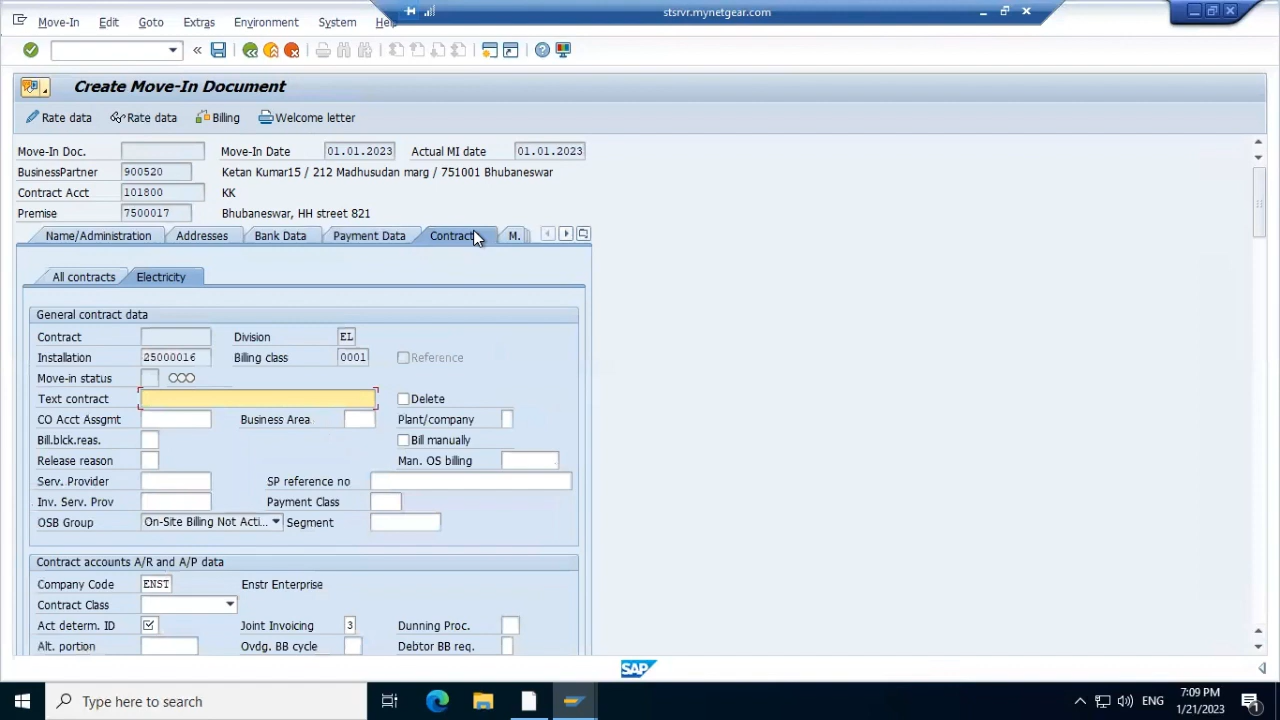 stsrvr.mynetgear.com
Move-In Edit Goto Extras Environment System Help
Create Move-In Document
Rate data Rate data Billing Welcome letter
Move-In Doc. Move-In Date 01.01.2023 Actual MI date 01.01.2023
BusinessPartner 900520 Ketan Kumar15 / 212 Madhusudan marg / 751001 Bhubaneswar
Contract Acct 101800 KK
Premise 7500017 Bhubaneswar, HH street 821
Name/Administration Addresses Bank Data Payment Data Contract M.
All contracts Electricity
General contract data
Contract Division EL
Installation 25000016 Billing class 0001 Reference
Move-in status
Text contract Delete
CO Acct Assgmt Business Area Plant/company
Bill.blck.reas. Bill manually
Release reason Man. OS billing
Serv. Provider SP reference no
Inv. Serv. Prov Payment Class
OSB Group On-Site Billing Not Acti... Segment
Contract accounts A/R and A/P data
Company Code ENST Enstr Enterprise
Contract Class
Act determ. ID Joint Invoicing 3 Dunning Proc.
Alt. portion Ovdg. BB cycle Debtor BB req.
SAP
Type here to search ENG 7:09 PM
1/21/2023 1